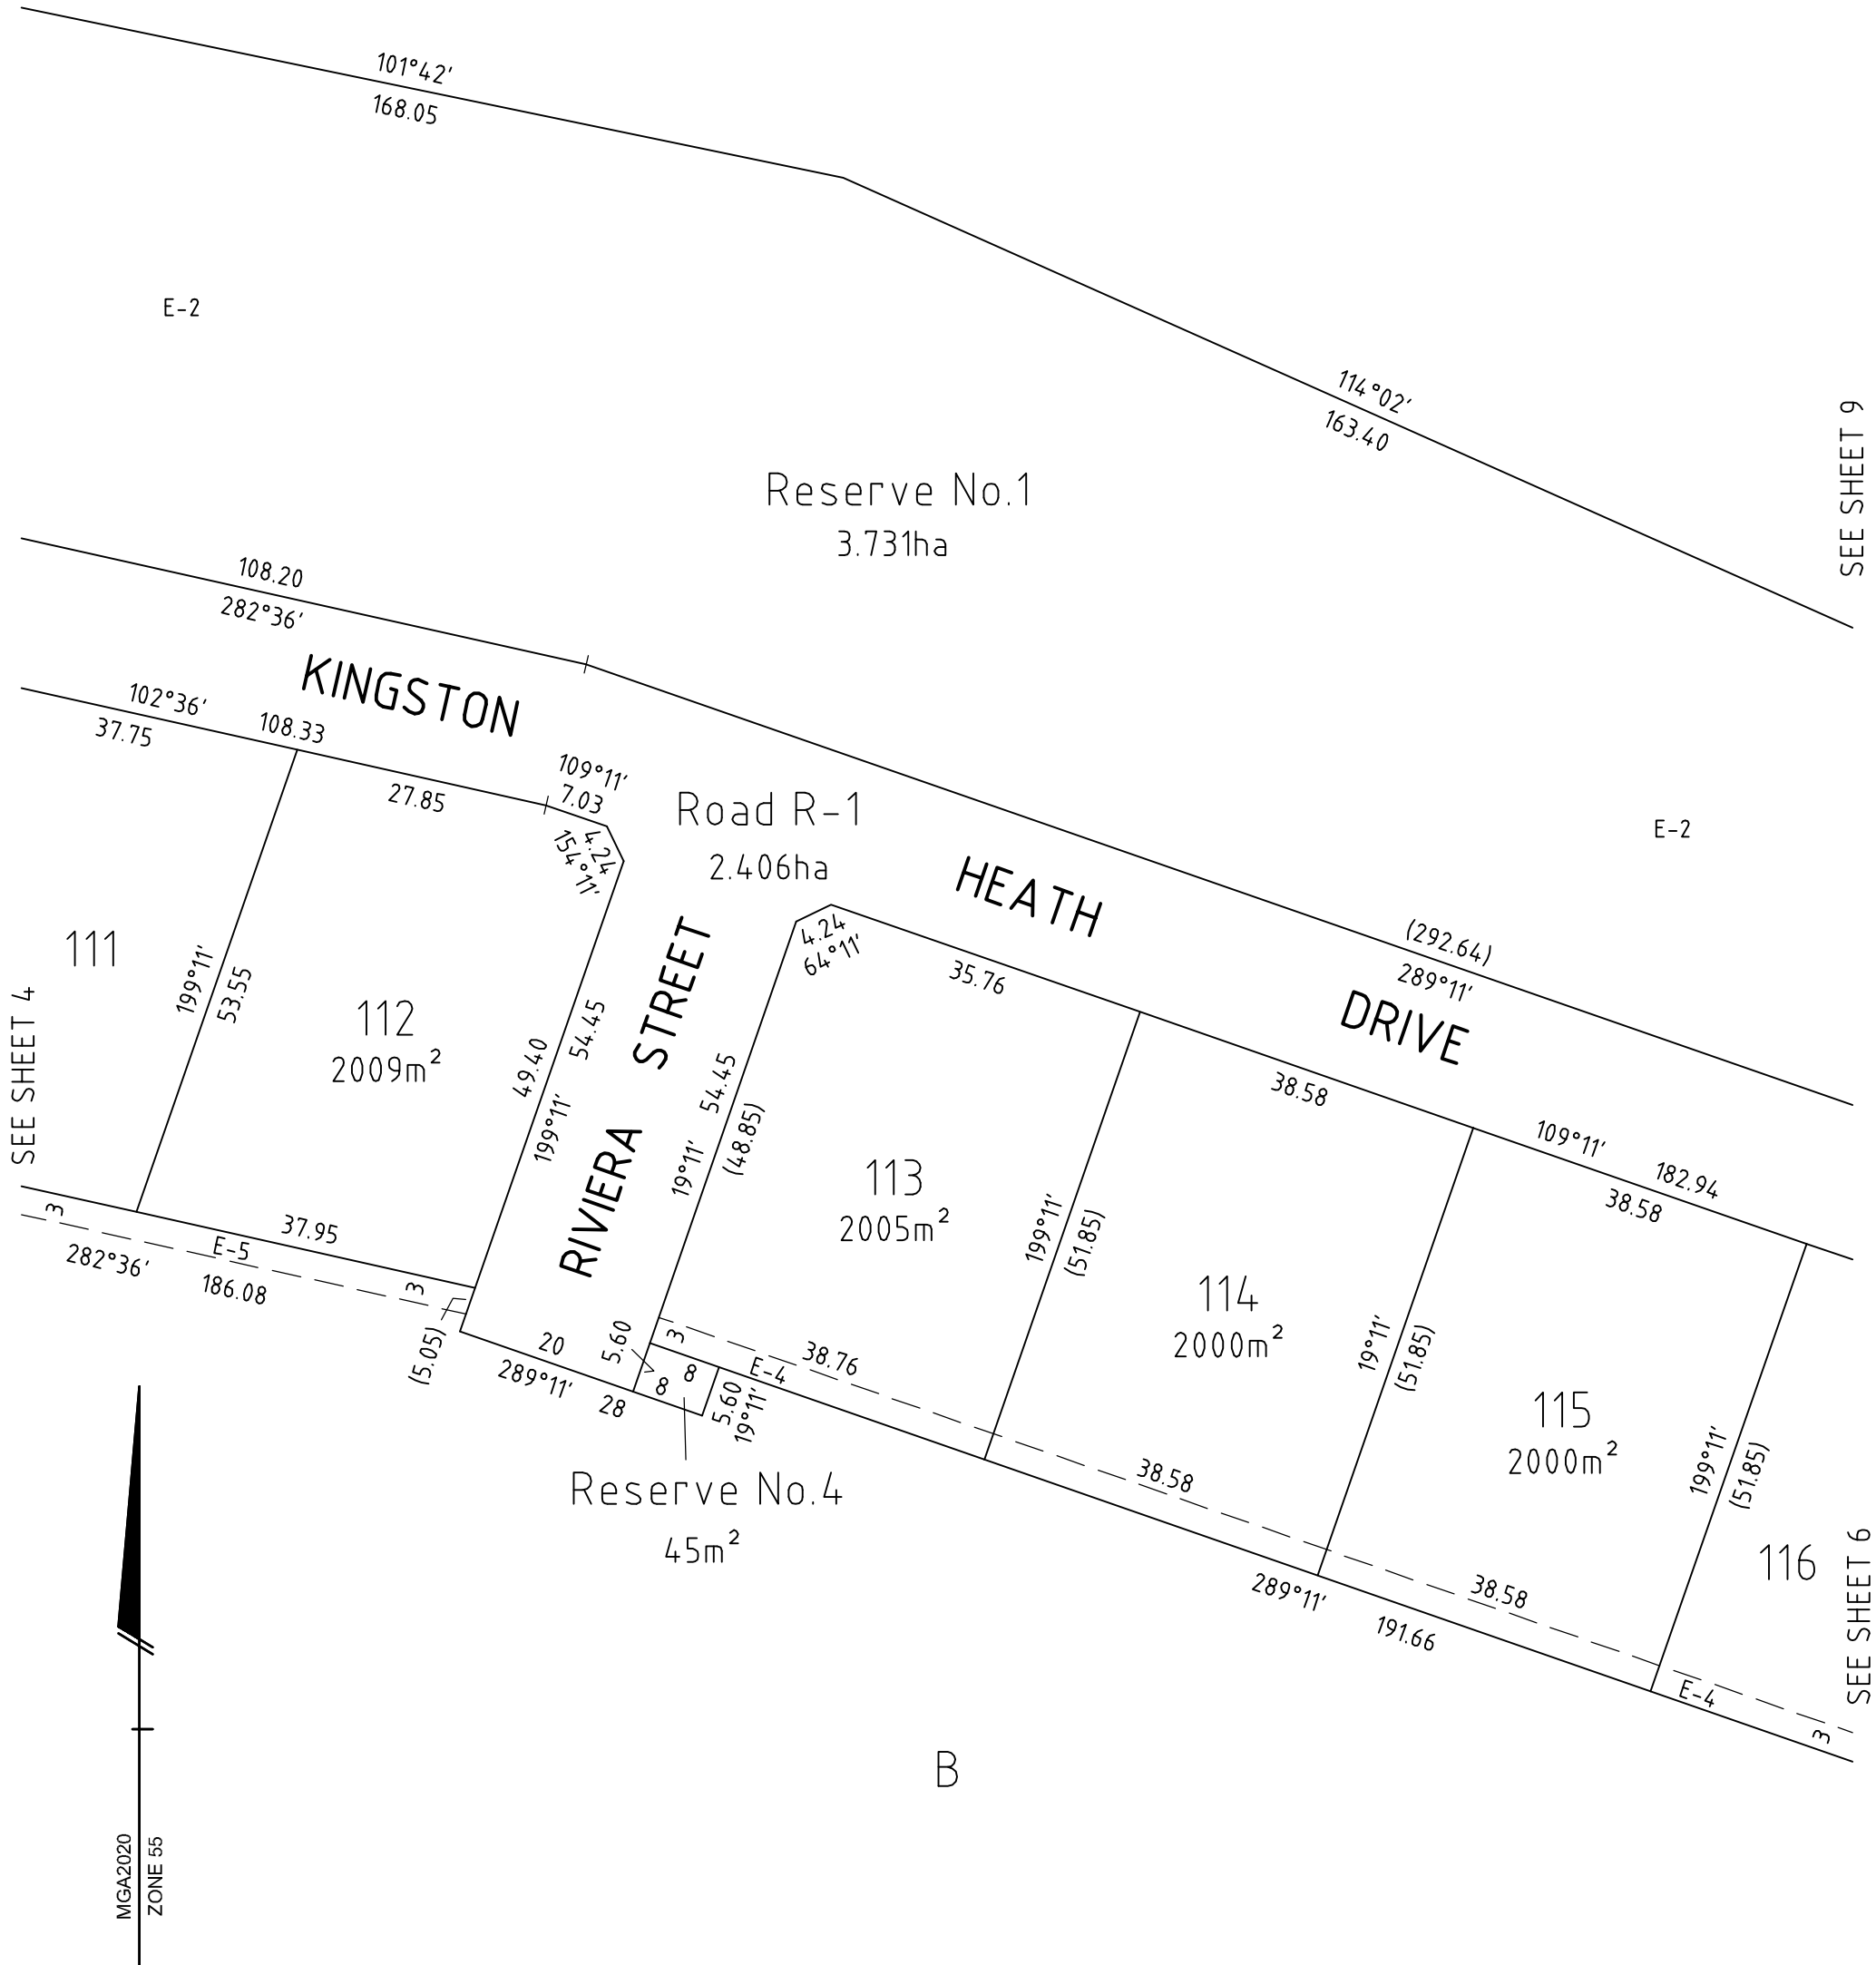 101°42'
168.05
E-2
114°02'
163.40
SEE SHEET 9
Reserve No.1
3.731ha
108.20
282°36'
KINGSTON
102°36'
37.75
108.33
27.85
109°11'
7.03
4.24
154°11'
Road R-1
2.406ha
E-2
HEATH
(292.64)
289°11'
DRIVE
4.24
64°11'
35.76
111
199°11'
53.55
SEE SHEET 4
112
2009m²
49.40
54.45
199°11'
RIVIERA STREET
54.45
19°11'
(48.85)
113
2005m²
38.58
109°11'
182.94
38.58
199°11'
(51.85)
114
2000m²
19°11'
(51.85)
115
2000m²
199°11'
(51.85)
116
SEE SHEET 6
3
37.95
E-5
282°36'
186.08
3
(5.05)
20
289°11'
28
5.60
3
8
8
5.60
19°11'
E-4
38.76
Reserve No.4
45m²
38.58
289°11'
191.66
38.58
E-4
3
B
MGA2020
ZONE 55